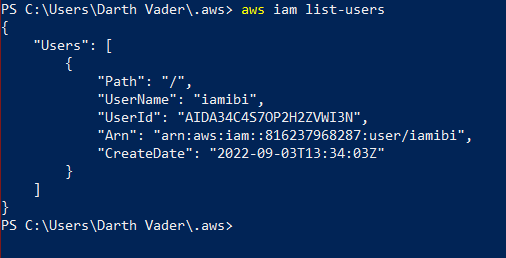 PS C:\Users\Darth Vader\.aws> aws iam list-users
{
    "Users": [
        {
            "Path": "/",
            "UserName": "iamibi",
            "UserId": "AIDA34C4S7OP2H2ZVWI3N",
            "Arn": "arn:aws:iam::816237968287:user/iamibi",
            "CreateDate": "2022-09-03T13:34:03Z"
        }
    ]
}
PS C:\Users\Darth Vader\.aws>